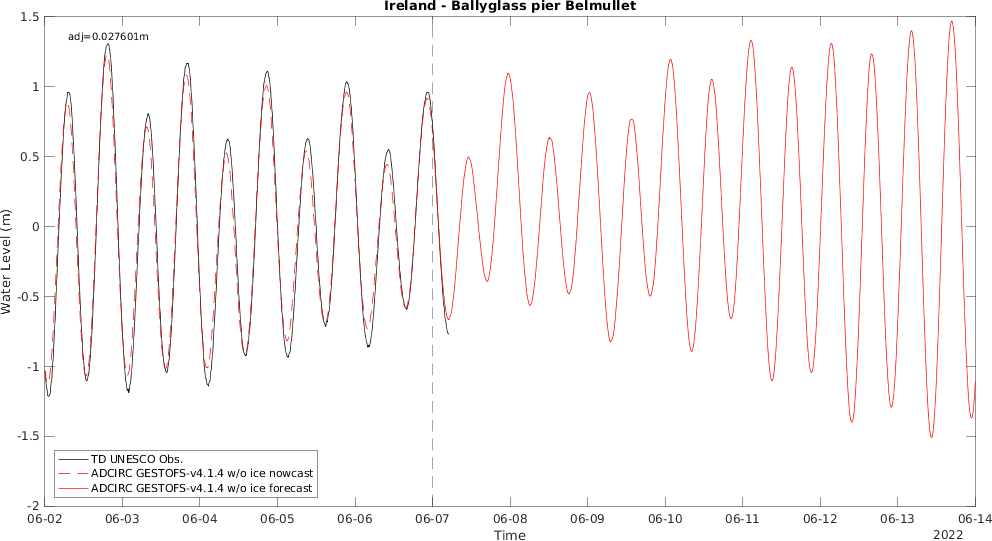 Ireland - Ballyglass pier Belmullet
adj=0.027601m
1.5
1
0.5
0
-0.5
-1
-1.5
-2
Water Level (m)
TD UNESCO Obs.
ADCIRC GESTOFS-v4.1.4 w/o ice nowcast
ADCIRC GESTOFS-v4.1.4 w/o ice forecast
06-02 06-03 06-04 06-05 06-06 06-07 06-08 06-09 06-10 06-11 06-12 06-13 06-14
Time
2022